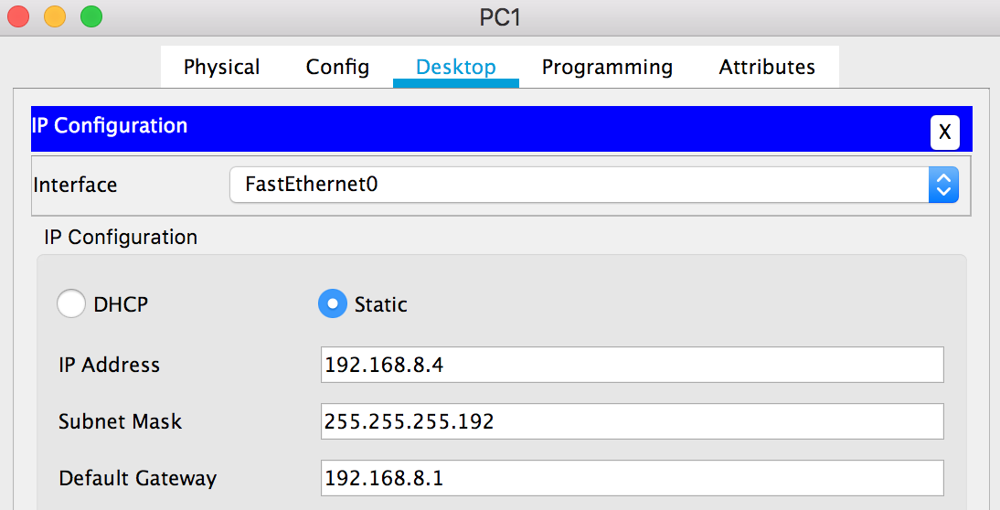 PC1
Physical Config Desktop Programming Attributes
IP Configuration X
Interface FastEthernet0
IP Configuration
DHCP Static
IP Address 192.168.8.4
Subnet Mask 255.255.255.192
Default Gateway 192.168.8.1